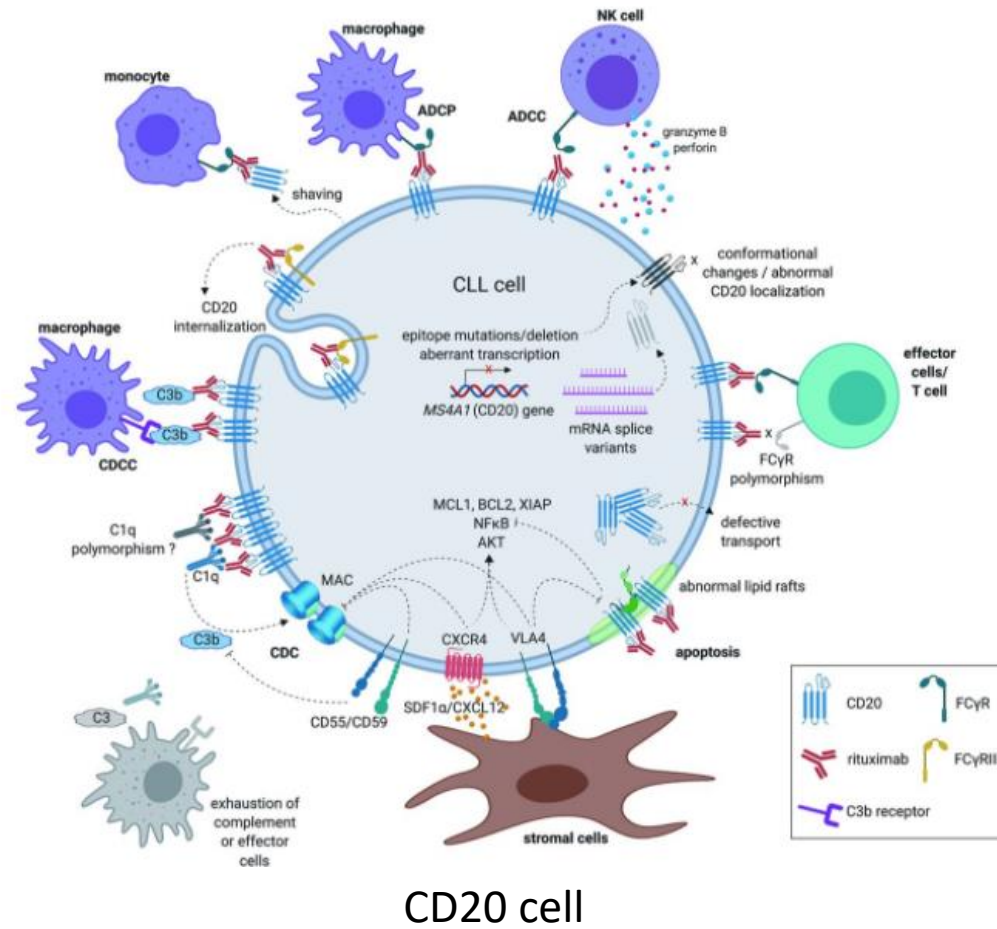 macrophage
NK cell
monocyte
ADCP
ADCC
granzyme B
perforin
shaving
x
conformational
changes / abnormal
CD20 localization
CLL cell
CD20
internalization
epitope mutations/deletion
aberrant transcription
x
MS4A1 (CD20) gene
mRNA splice
variants
macrophage
C3b
C3b
CDCC
effector
cells/
T cell
x
FCγR
polymorphism
MCL1, BCL2, XIAP
NFκB
AKT
x
defective
transport
C1q
polymorphism ?
C1q
MAC
abnormal lipid rafts
C3b
CDC
CXCR4
VLA4
apoptosis
CD55/CD59
SDF1α/CXCL12
C3
exhaustion of
complement
or effector
cells
stromal cells
CD20
FCγR
rituximab
FCγRII
C3b receptor
CD20 cell